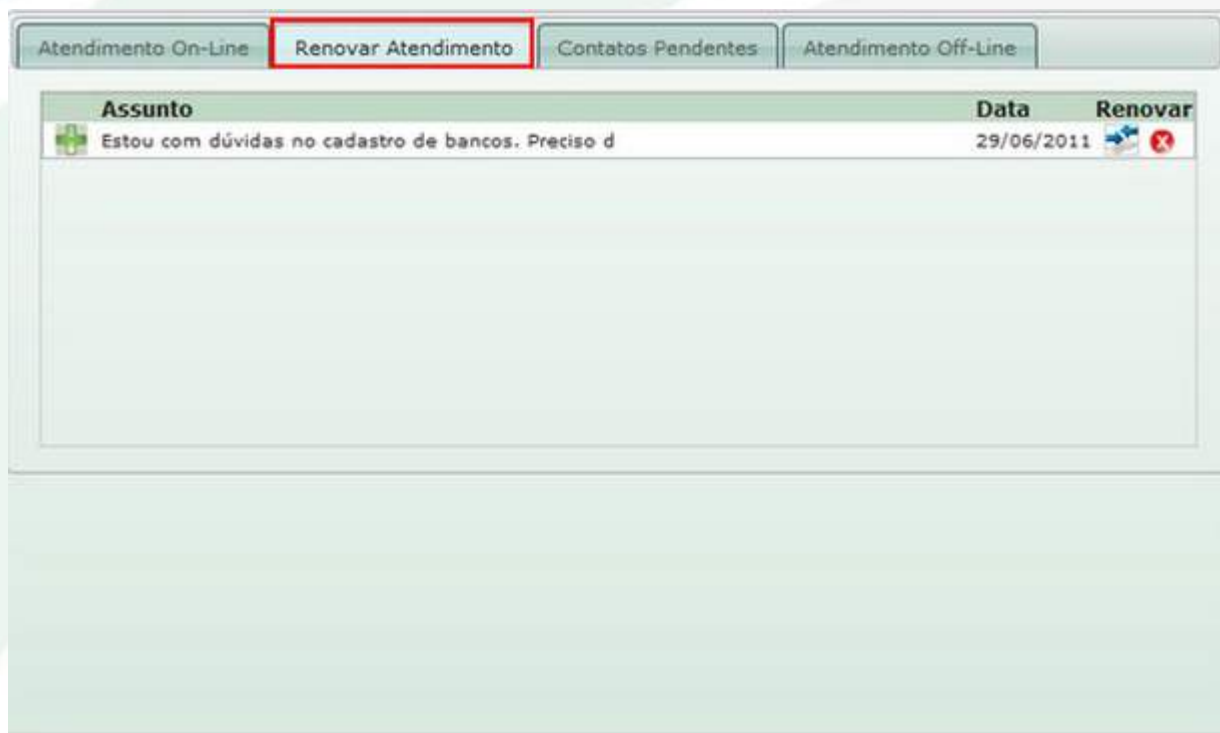 Atendimento On-Line Renovar Atendimento Contatos Pendentes Atendimento Off-Line
Assunto Data Renovar
Estou com dúvidas no cadastro de bancos. Preciso d 29/06/2011